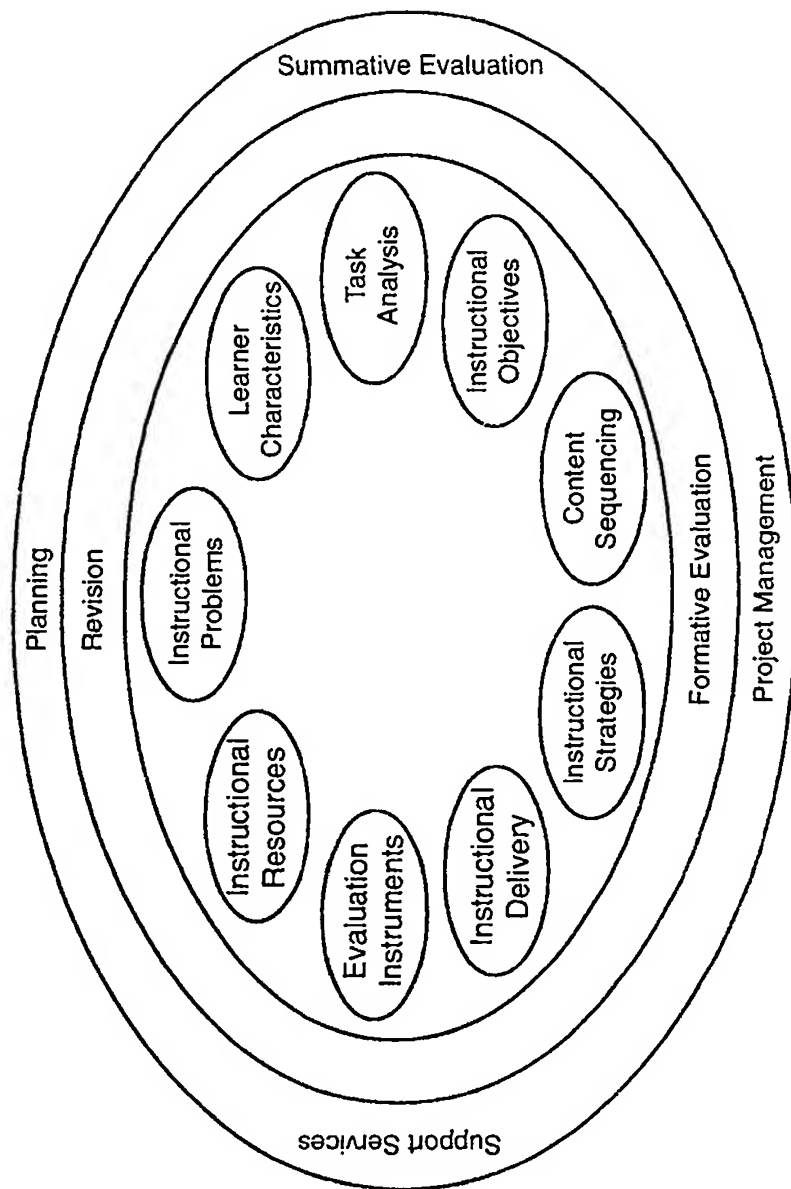 Planning
Revision
Summative Evaluation
Instructional
Problems
Learner
Characteristics
Task
Analysis
Instructional
Objectives
Content
Sequencing
Instructional
Strategies
Instructional
Delivery
Evaluation
Instruments
Instructional
Resources
Formative Evaluation
Project Management
Support Services